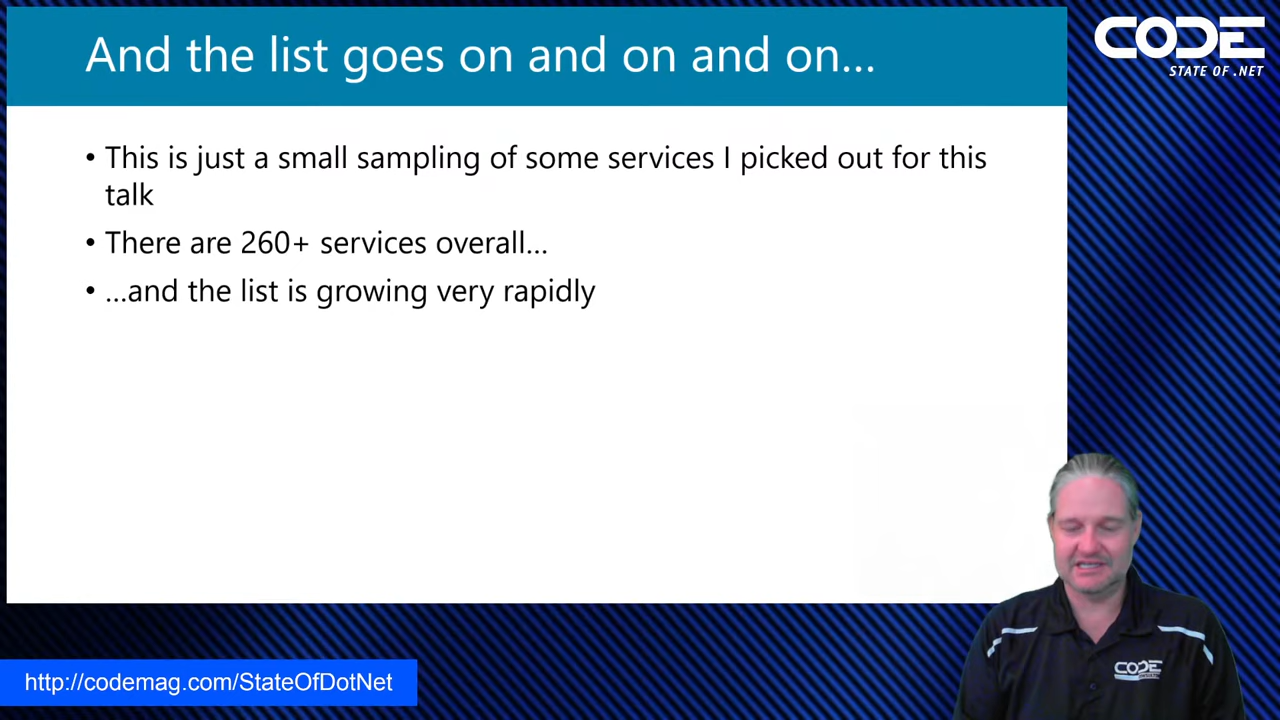 And the list goes on and on and on…
CODE
STATE OF .NET
• This is just a small sampling of some services I picked out for this
talk
• There are 260+ services overall…
• …and the list is growing very rapidly
CODE
http://codemag.com/StateOfDotNet